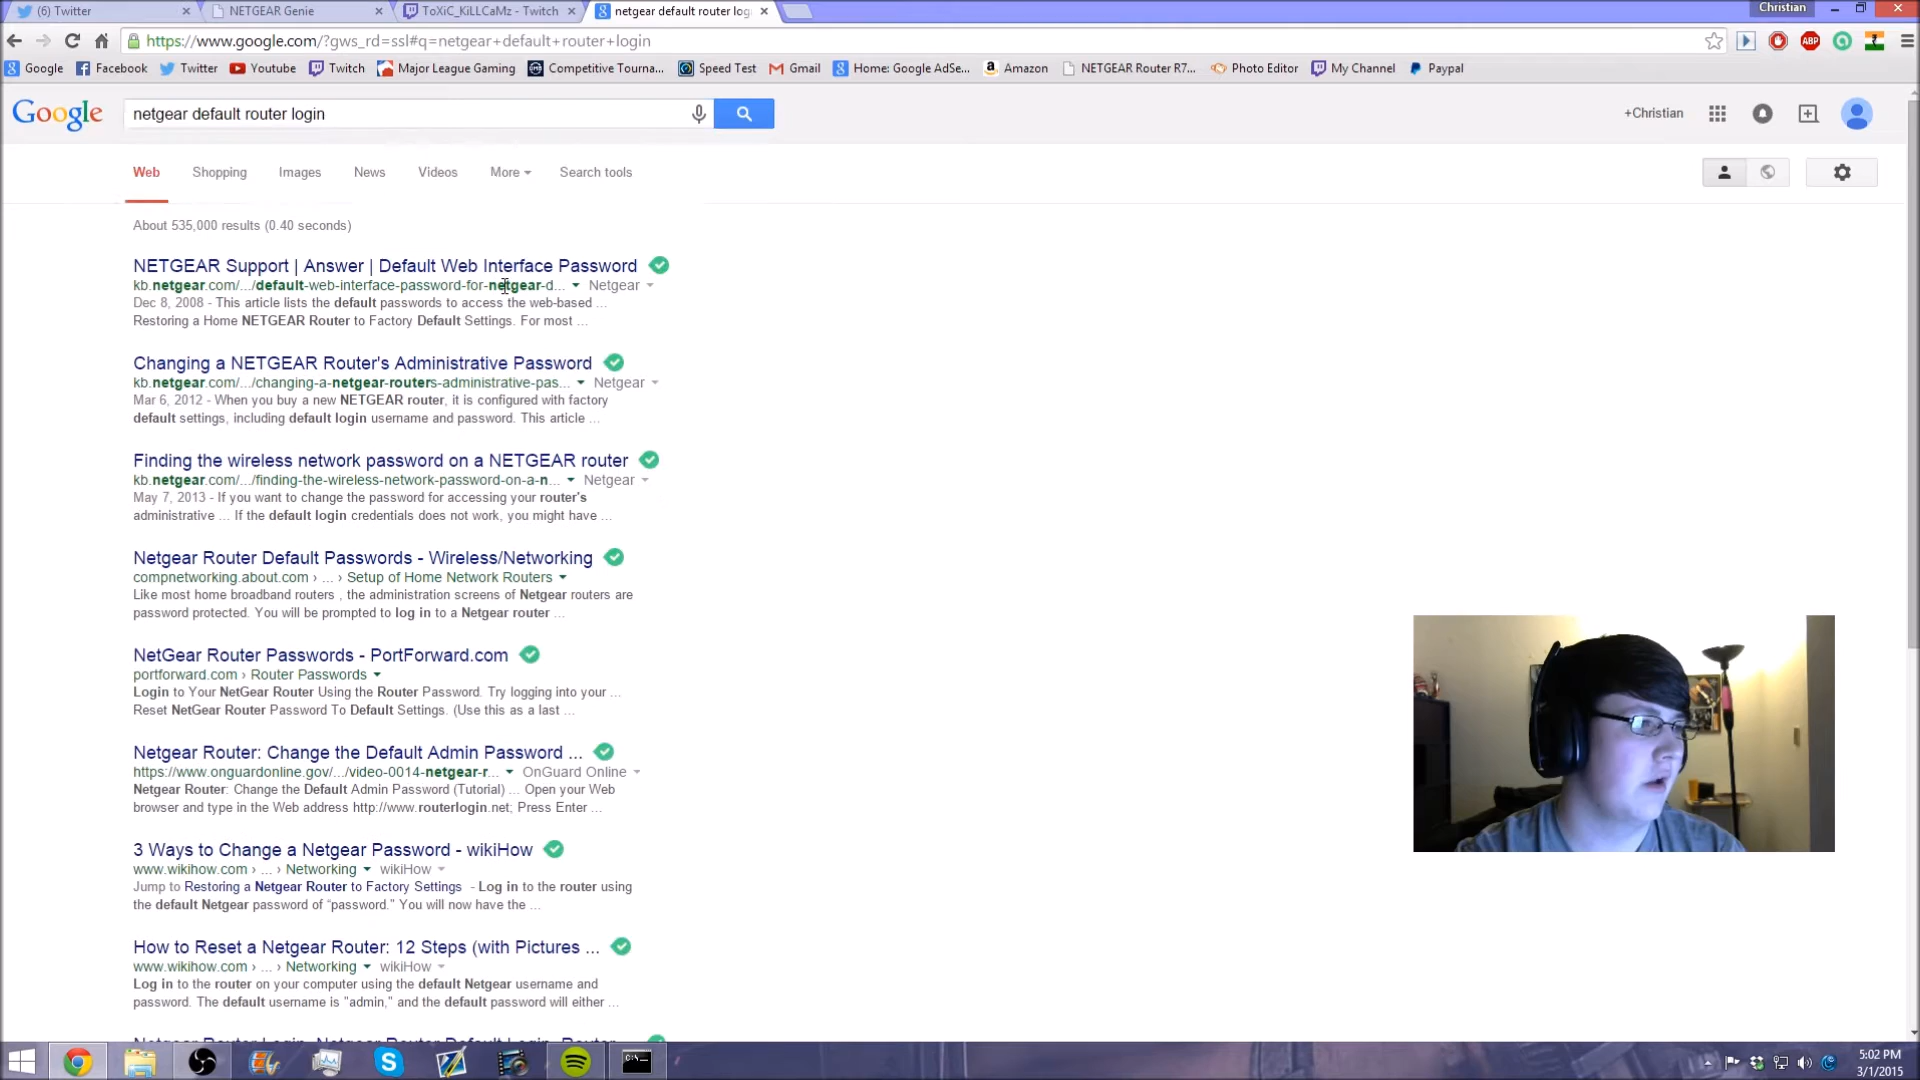 (6) Twitter
NETGEAR Genie
ToXiC_KiLLCaMz - Twitch
netgear default router log
Christian
https://www.google.com/?gws_rd=ssl#q=netgear+default+router+login
ABP
Google
Facebook
Twitter
Youtube
Twitch
Major League Gaming
Competitive Tourna...
Speed Test
Gmail
Home: Google AdSe...
Amazon
NETGEAR Router R7...
Photo Editor
My Channel
Paypal
Google
netgear default router login
+Christian
Web
Shopping
Images
News
Videos
More
Search tools
About 535,000 results (0.40 seconds)
NETGEAR Support | Answer | Default Web Interface Password
kb.netgear.com/.../default-web-interface-password-for-netgear-d... Netgear
Dec 8, 2008 - This article lists the default passwords to access the web-based ...
Restoring a Home NETGEAR Router to Factory Default Settings. For most ...
Changing a NETGEAR Router's Administrative Password
kb.netgear.com/.../changing-a-netgear-routers-administrative-pas... Netgear
Mar 6, 2012 - When you buy a new NETGEAR router, it is configured with factory
default settings, including default login username and password. This article ...
Finding the wireless network password on a NETGEAR router
kb.netgear.com/.../finding-the-wireless-network-password-on-a-n... Netgear
May 7, 2013 - If you want to change the password for accessing your router's
administrative ... If the default login credentials does not work, you might have ...
Netgear Router Default Passwords - Wireless/Networking
compnetworking.about.com › ... › Setup of Home Network Routers
Like most home broadband routers , the administration screens of Netgear routers are
password protected. You will be prompted to log in to a Netgear router ...
NetGear Router Passwords - PortForward.com
portforward.com › Router Passwords
Login to Your NetGear Router Using the Router Password. Try logging into your ...
Reset NetGear Router Password To Default Settings. (Use this as a last ...
Netgear Router: Change the Default Admin Password ...
https://www.onguardonline.gov/.../video-0014-netgear-r... OnGuard Online
Netgear Router: Change the Default Admin Password (Tutorial) ... Open your Web
browser and type in the Web address http://www.routerlogin.net; Press Enter ...
3 Ways to Change a Netgear Password - wikiHow
www.wikihow.com › ... › Networking wikiHow
Jump to Restoring a Netgear Router to Factory Settings - Log in to the router using
the default Netgear password of “password.” You will now have the ...
How to Reset a Netgear Router: 12 Steps (with Pictures ...
www.wikihow.com › ... › Networking wikiHow
Log in to the router on your computer using the default Netgear username and
password. The default username is "admin," and the default password will either ...
Netgear Router Login, Netgear Router Default Login, Router
5:02 PM
3/1/2015